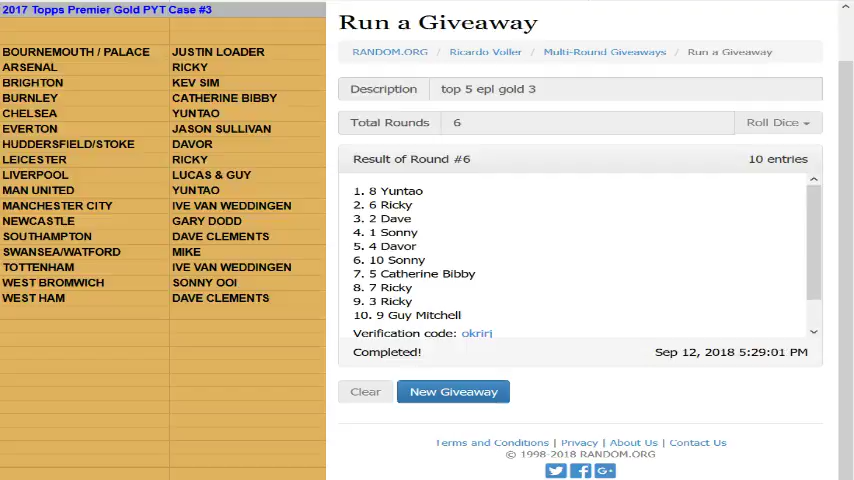 2017 Topps Premier Gold PYT Case #3
BOURNEMOUTH / PALACE JUSTIN LOADER
ARSENAL RICKY
BRIGHTON KEV SIM
BURNLEY CATHERINE BIBBY
CHELSEA YUNTAO
EVERTON JASON SULLIVAN
HUDDERSFIELD/STOKE DAVOR
LEICESTER RICKY
LIVERPOOL LUCAS & GUY
MAN UNITED YUNTAO
MANCHESTER CITY IVE VAN WEDDINGEN
NEWCASTLE GARY DODD
SOUTHAMPTON DAVE CLEMENTS
SWANSEA/WATFORD MIKE
TOTTENHAM IVE VAN WEDDINGEN
WEST BROMWICH SONNY OOI
WEST HAM DAVE CLEMENTS
Run a Giveaway
RANDOM.ORG / Ricardo Voller / Multi-Round Giveaways / Run a Giveaway
Description top 5 epl gold 3
Total Rounds 6 Roll Dice
Result of Round #6 10 entries
1. 8 Yuntao
2. 6 Ricky
3. 2 Dave
4. 1 Sonny
5. 4 Davor
6. 10 Sonny
7. 5 Catherine Bibby
8. 7 Ricky
9. 3 Ricky
10. 9 Guy Mitchell
Verification code: okrirj
Completed! Sep 12, 2018 5:29:01 PM
Clear New Giveaway
Terms and Conditions | Privacy | About Us | Contact Us
© 1998-2018 RANDOM.ORG